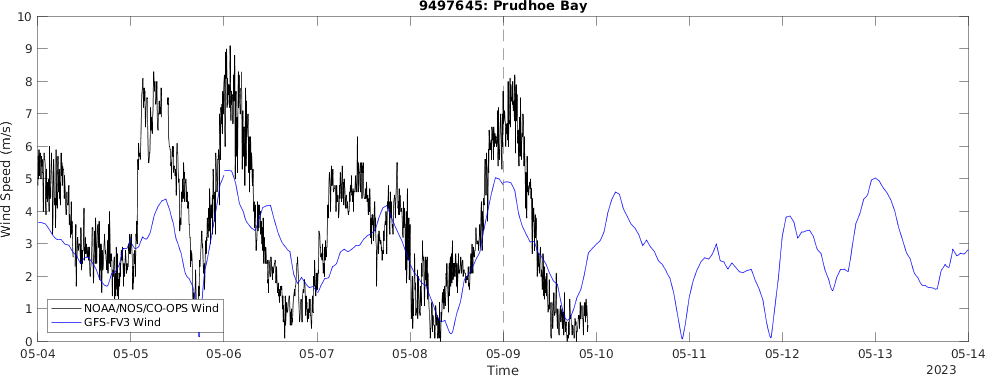 9497645: Prudhoe Bay
10
9
8
7
6
5
4
3
2
1
0
Wind Speed (m/s)
NOAA/NOS/CO-OPS Wind
GFS-FV3 Wind
05-04 05-05 05-06 05-07 05-08 05-09 05-10 05-11 05-12 05-13 05-14
Time
2023